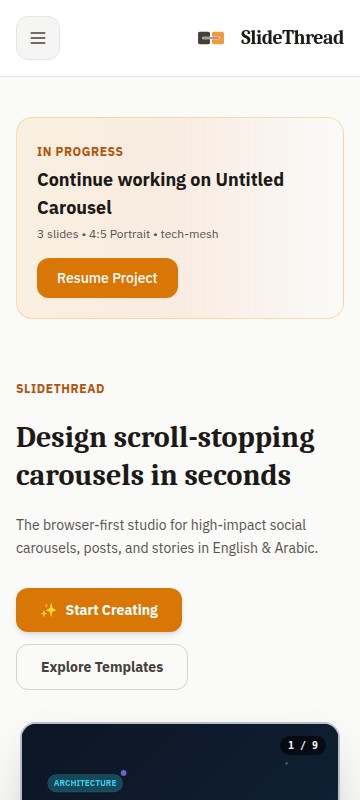 SlideThread
IN PROGRESS
Continue working on Untitled
Carousel
3 slides • 4:5 Portrait • tech-mesh
Resume Project
SLIDETHREAD
Design scroll-stopping
carousels in seconds
The browser-first studio for high-impact social
carousels, posts, and stories in English & Arabic.
✨ Start Creating
Explore Templates
1 / 9
ARCHITECTURE